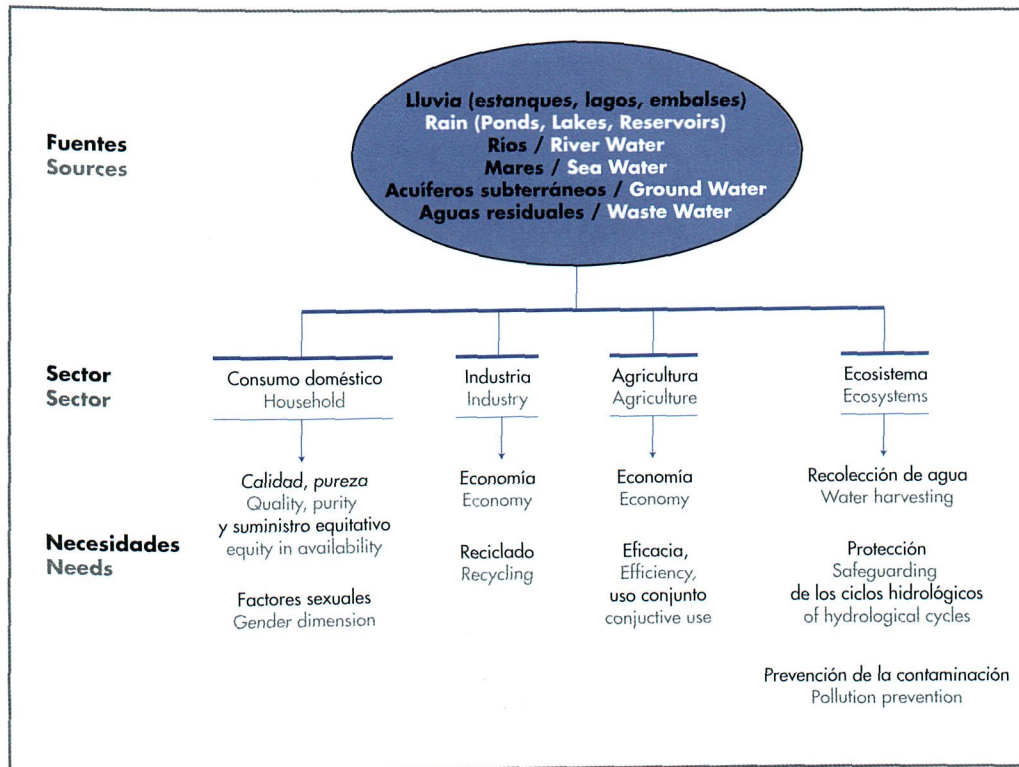 Lluvia (estanques, lagos, embalses)
Rain (Ponds, Lakes, Reservoirs)
Ríos / River Water
Mares / Sea Water
Acuíferos subterráneos / Ground Water
Aguas residuales / Waste Water
Fuentes
Sources
Sector
Sector
Consumo doméstico
Household
Industria
Industry
Agricultura
Agriculture
Ecosistema
Ecosystems
Necesidades
Needs
Calidad, pureza
Quality, purity
y suministro equitativo
equity in availability
Factores sexuales
Gender dimension
Economía
Economy
Reciclado
Recycling
Economía
Economy
Eficacia,
Efficiency,
uso conjunto
conjuctive use
Recolección de agua
Water harvesting
Protección
Safeguarding
de los ciclos hidrológicos
of hydrological cycles
Prevención de la contaminación
Pollution prevention